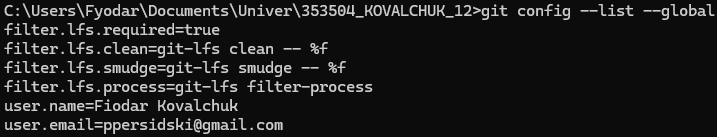 C:\Users\Fyodar\Documents\Univer\353504_KOVALCHUK_12>git config --list --global
filter.lfs.required=true
filter.lfs.clean=git-lfs clean -- %f
filter.lfs.smudge=git-lfs smudge -- %f
filter.lfs.process=git-lfs filter-process
user.name=Fiodar Kovalchuk
user.email=ppersidski@gmail.com